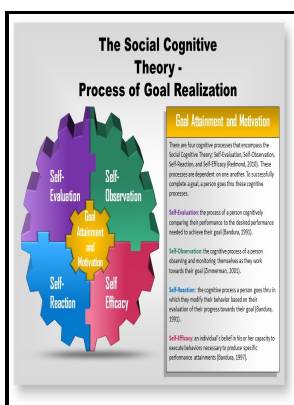 The Social Cognitive
Theory -
Process of Goal Realization
Self-
Evaluation
Self-
Observation
Goal
Attainment
and
Motivation
Self-
Reaction
Self
Efficacy
Goal Attainment and Motivation
There are four cognitive processes that encompass the
Social Cognitive Theory; Self-Evaluation, Self-Observation,
Self-Reaction, and Self-Efficacy (Redmond, 2010). These
processes are dependent on one another. To successfully
complete a goal, a person goes thru these cognitive
processes.
Self-Evaluation: the process of a person cognitively
comparing their performance to the desired performance
needed to achieve their goal (Bandura, 1991).
Self-Observation: the cognitive process of a person
observing and monitoring themselves as they work
towards their goal (Zimmerman, 2001).
Self-Reaction: the cognitive process a person goes thru in
which they modify their behavior based on their
evaluation of their progress towards their goal (Bandura,
1991).
Self-Efficacy: an individual's belief in his or her capacity to
execute behaviors necessary to produce specific
performance attainments (Bandura, 1997).